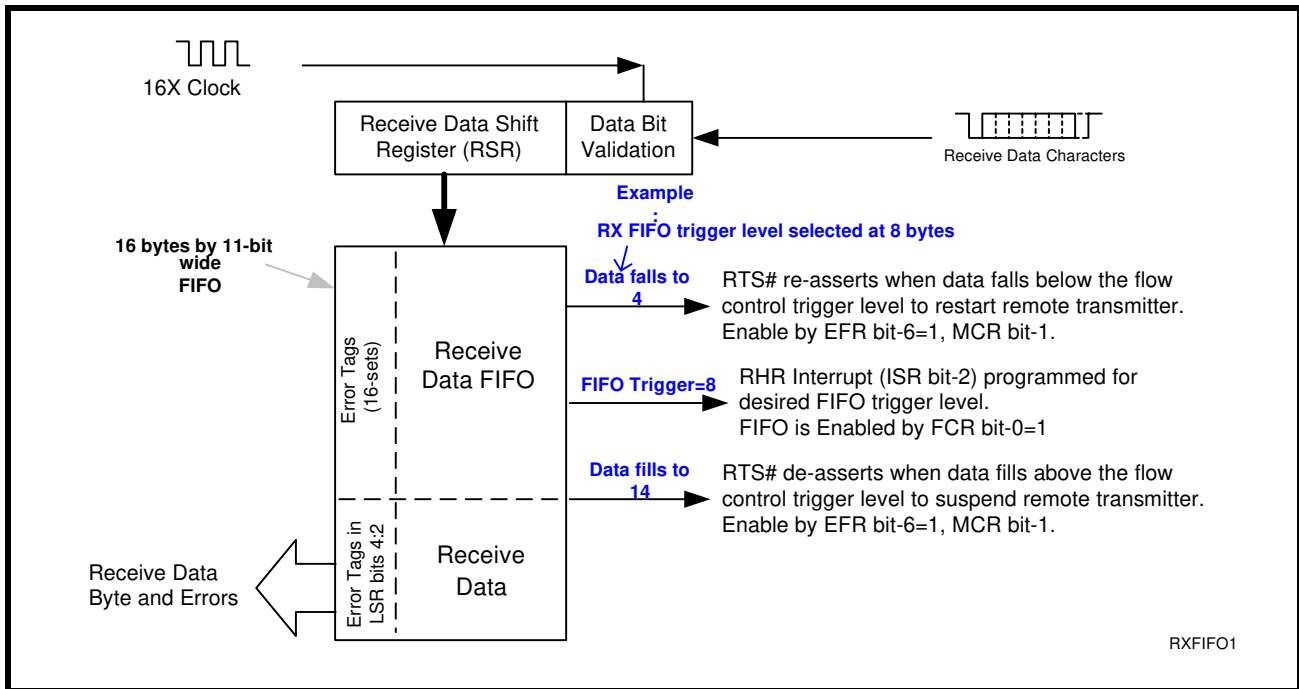 16X Clock
Receive Data Shift
Register (RSR)
Data Bit
Validation
Receive Data Characters
Example
:
RX FIFO trigger level selected at 8 bytes
16 bytes by 11-bit
wide
FIFO
Error Tags
(16-sets)
Receive
Data FIFO
Data falls to
4
RTS# re-asserts when data falls below the flow
control trigger level to restart remote transmitter.
Enable by EFR bit-6=1, MCR bit-1.
FIFO Trigger=8
RHR Interrupt (ISR bit-2) programmed for
desired FIFO trigger level.
FIFO is Enabled by FCR bit-0=1
Data fills to
14
RTS# de-asserts when data fills above the flow
control trigger level to suspend remote transmitter.
Enable by EFR bit-6=1, MCR bit-1.
Error Tags in
LSR bits 4:2
Receive
Data
Receive Data
Byte and Errors
RXFIFO1